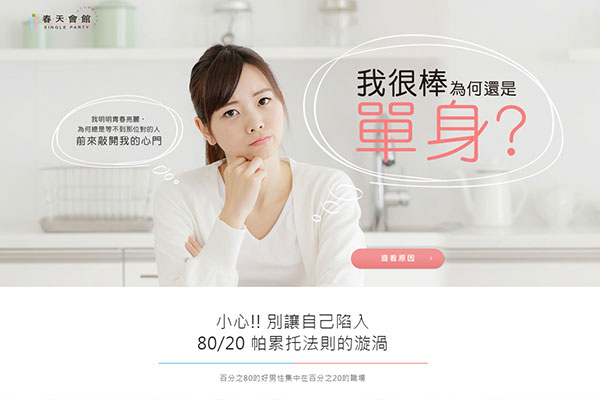 春天會館
SINGLE PARTY
我很棒為何還是
單身?
我明明青春亮麗,
為何總是等不到那位對的人
前來敲開我的心門
查看原因
小心!! 別讓自己陷入
80/20 帕累托法則的漩渦
百分之80的好男性集中在百分之20的職場